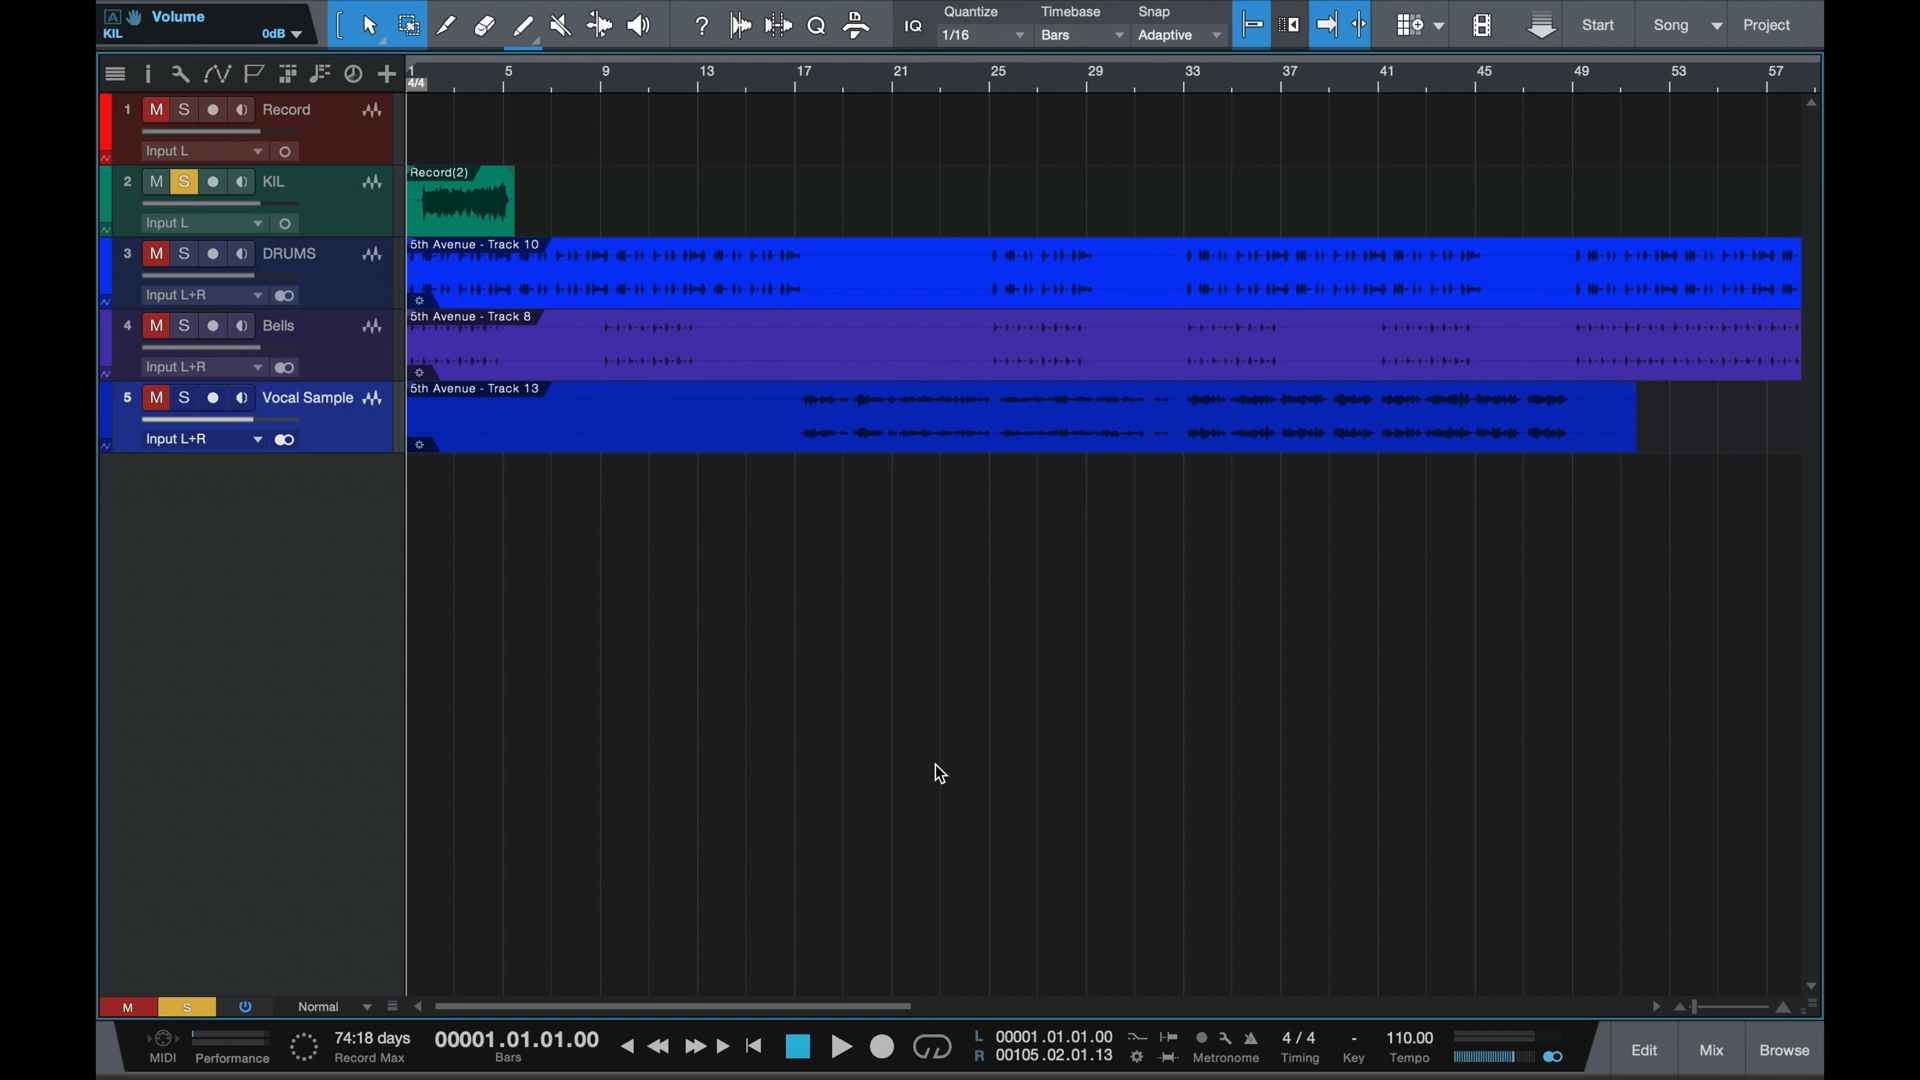 A Volume
KIL 0dB
? Q IQ
Quantize Timebase Snap
1/16 Bars Adaptive
Start Song Project
1 5 9 13 17 21 25 29 33 37 41 45 49 53 57
4/4
1 M S Record
Input L
2 M S KIL
Input L
Record(2)
3 M S DRUMS
Input L+R
5th Avenue - Track 10
4 M S Bells
Input L+R
5th Avenue - Track 8
5 M S Vocal Sample
Input L+R
5th Avenue - Track 13
M S Normal
MIDI Performance
74:18 days
Record Max
00001.01.01.00
Bars
L 00001.01.01.00
R 00105.02.01.13
Metronome
4 / 4
Timing
-
Key
110.00
Tempo
Edit Mix Browse